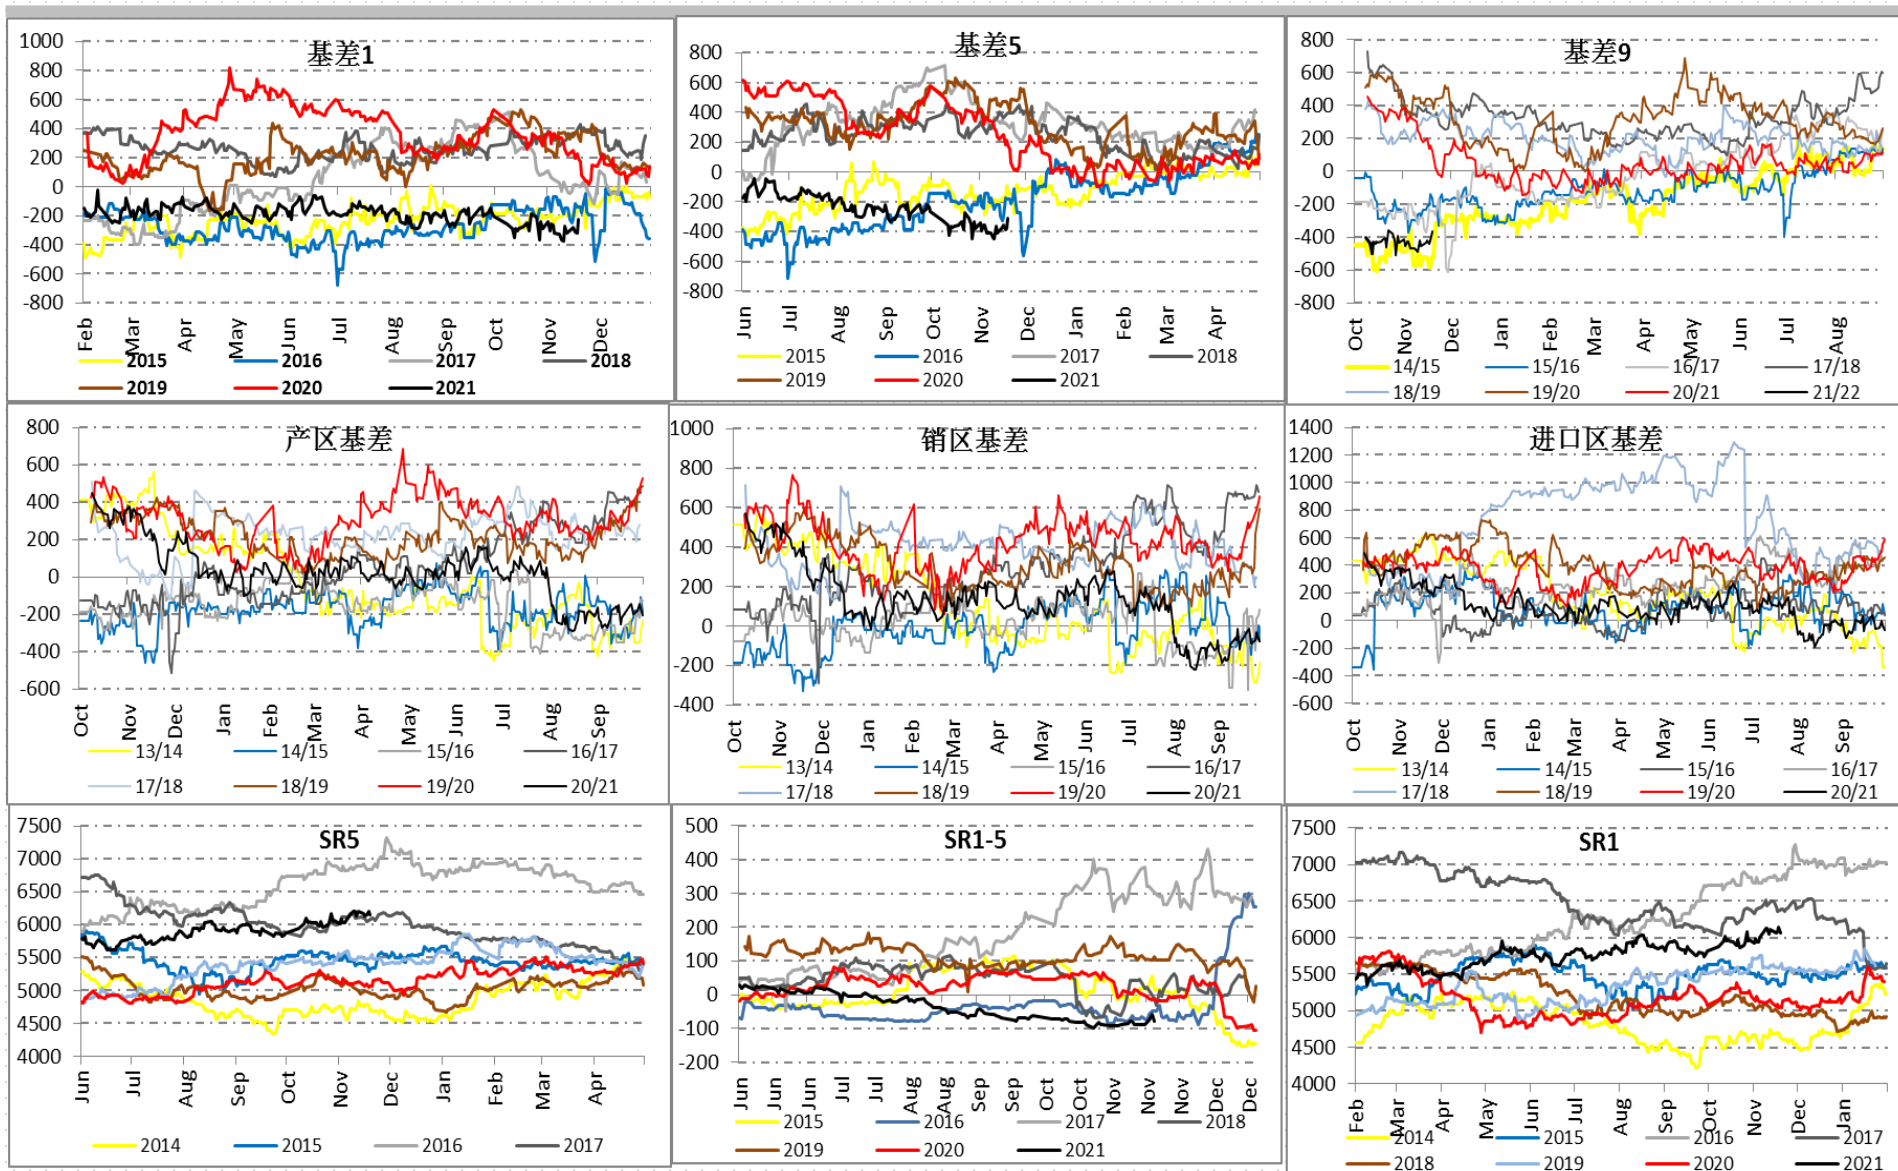 基差1
1000
800
600
400
200
0
-200
-400
-600
-800
Feb Mar Apr May Jun Jul Aug Sep Oct Nov Dec
2015 2016 2017 2018
2019 2020 2021
基差5
800
600
400
200
0
-200
-400
-600
-800
Jun Jul Aug Sep Oct Nov Dec Jan Feb Mar Apr
2015 2016 2017 2018
2019 2020 2021
基差9
800
600
400
200
0
-200
-400
-600
-800
Oct Nov Dec Jan Feb Mar Apr May Jun Jul Aug
14/15 15/16 16/17 17/18
18/19 19/20 20/21 21/22
产区基差
800
600
400
200
0
-200
-400
-600
Oct Nov Dec Jan Feb Mar Apr May Jun Jul Aug Sep
13/14 14/15 15/16 16/17
17/18 18/19 19/20 20/21
销区基差
1000
800
600
400
200
0
-200
-400
Oct Nov Dec Jan Feb Mar Apr May Jun Jul Aug Sep
13/14 14/15 15/16 16/17
17/18 18/19 19/20 20/21
进口区基差
1400
1200
1000
800
600
400
200
0
-200
-400
-600
Oct Nov Dec Jan Feb Mar Apr May Jun Jul Aug Sep
13/14 14/15 15/16 16/17
17/18 18/19 19/20 20/21
SR5
7500
7000
6500
6000
5500
5000
4500
4000
Jun Jul Aug Sep Oct Nov Dec Jan Feb Mar Apr
2014 2015 2016 2017
SR1-5
500
400
300
200
100
0
-100
-200
Jun Jun Jun Jul Jul Aug Aug Sep Sep Oct Oct Nov Nov Nov Dec Dec
2015 2016 2017 2018
2019 2020 2021
SR1
7500
7000
6500
6000
5500
5000
4500
4000
Feb Mar Apr May Jun Jul Aug Sep Oct Nov Dec Jan
2014 2015 2016 2017
2018 2019 2020 2021